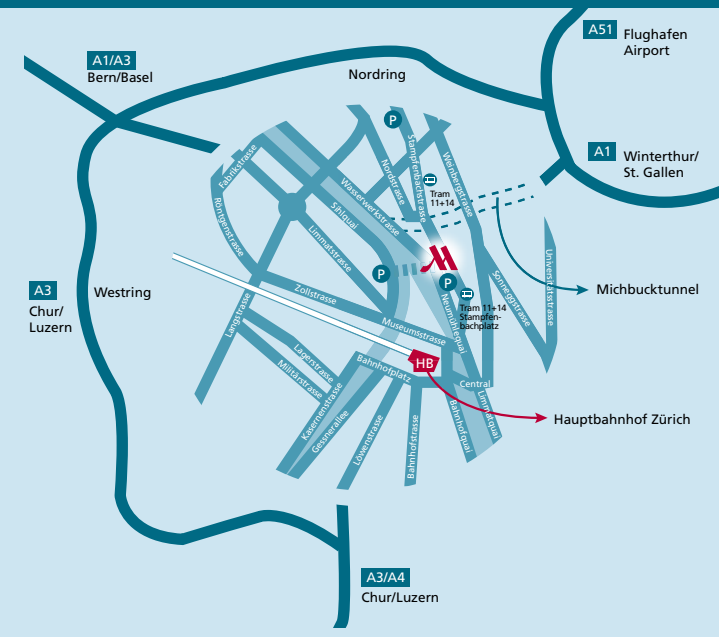 A51
Flughafen
Airport
A1/A3
Bern/Basel
Nordring
P
A1
Winterthur/
St. Gallen
Fabrikstrasse
Wasserwerkstrasse
Nordstrasse
Stampfenbachstrasse
Weinbergstrasse
Tram
11+14
Röntgenstrasse
Sihlquai
Limmatstrasse
P
P
Sonneggstrasse
Universitätsstrasse
Michbucktunnel
A3
Chur/
Luzern
Westring
Zollstrasse
Neumühlequai
Tram 11+14
Stampfen-
bachplatz
Langstrasse
Museumsstrasse
Lagerstrasse
Militärstrasse
Bahnhofplatz
HB
Central
Kasernenstrasse
Gessnerallee
Löwenstrasse
Bahnhofstrasse
Bahnhofquai
Limmatquai
Hauptbahnhof Zürich
A3/A4
Chur/Luzern